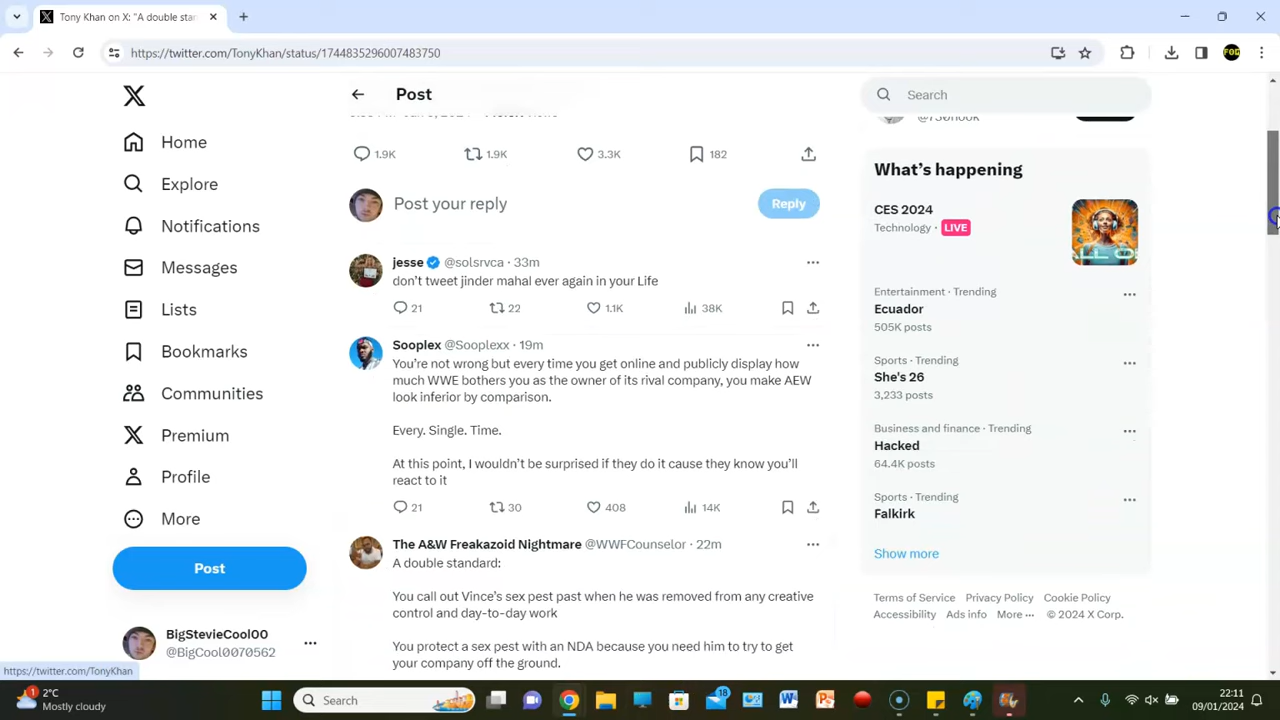 Tony Khan on X: "A double star
https://twitter.com/TonyKhan/status/1744835296007483750
FOG
Post
Search
Home
Explore
Notifications
Messages
Lists
Bookmarks
Communities
Premium
Profile
More
Post
BigStevieCool00
@BigCool0070562
1.9K
1.9K
3.3K
182
Post your reply
Reply
jesse @solsrvca · 33m
don't tweet jinder mahal ever again in your Life
21
22
1.1K
38K
Sooplex @Sooplexx · 19m
You're not wrong but every time you get online and publicly display how
much WWE bothers you as the owner of its rival company, you make AEW
look inferior by comparison.
Every. Single. Time.
At this point, I wouldn't be surprised if they do it cause they know you'll
react to it
21
30
408
14K
The A&W Freakazoid Nightmare @WWFCounselor · 22m
A double standard:
You call out Vince's sex pest past when he was removed from any creative
control and day-to-day work
You protect a sex pest with an NDA because you need him to try to get
your company off the ground.
What's happening
CES 2024
Technology · LIVE
Entertainment · Trending
Ecuador
505K posts
Sports · Trending
She's 26
3,233 posts
Business and finance · Trending
Hacked
64.4K posts
Sports · Trending
Falkirk
Show more
Terms of Service Privacy Policy Cookie Policy
Accessibility Ads info More ··· © 2024 X Corp.
https://twitter.com/TonyKhan
1
2°C
Mostly cloudy
Search
18
22:11
09/01/2024